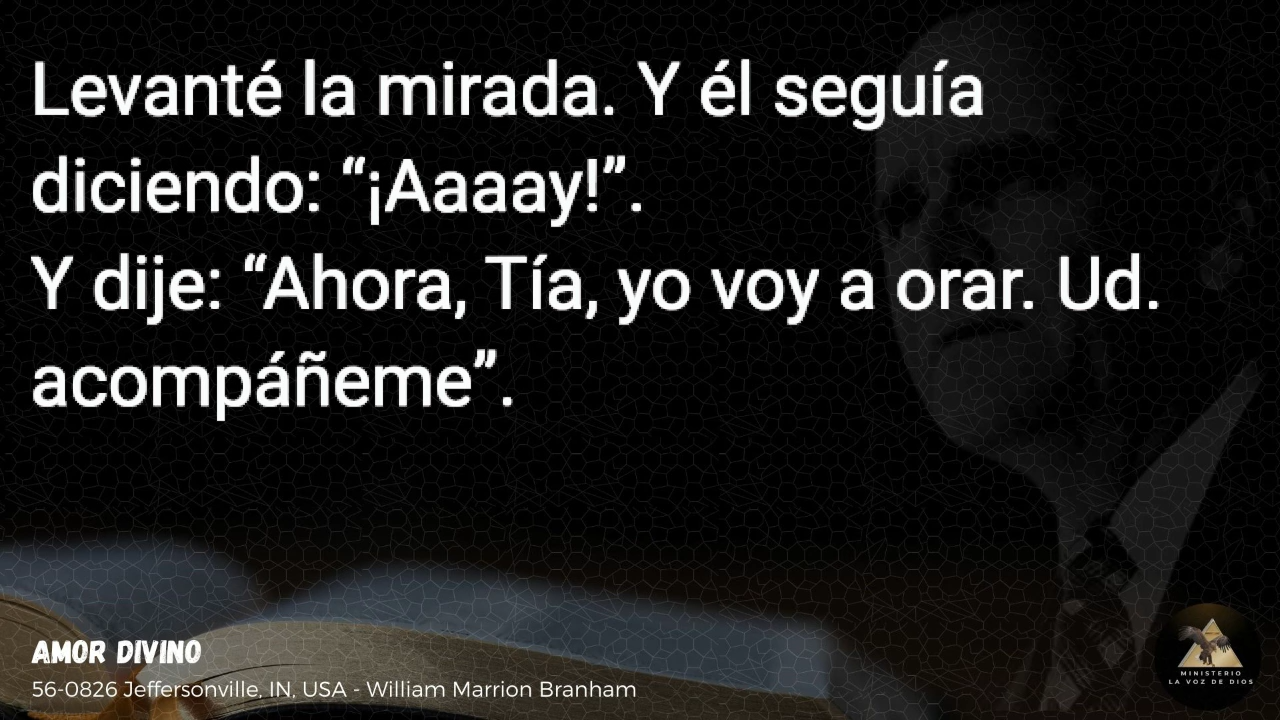 Levanté la mirada. Y él seguía
diciendo: “¡Aaaay!”.
Y dije: “Ahora, Tía, yo voy a orar. Ud.
acompáñeme”.
AMOR DIVINO
56-0826 Jeffersonville, IN, USA - William Marrion Branham
MINISTERIO
LA VOZ DE DIOS